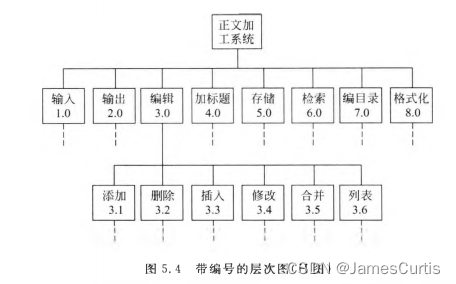 正文加
工系统
输入
1.0
输出
2.0
编辑
3.0
加标题
4.0
存储
5.0
检索
6.0
编目录
7.0
格式化
8.0
添加
3.1
删除
3.2
插入
3.3
修改
3.4
合并
3.5
列表
3.6
图 5.4 带编号的层次图(H 图)
CSDN @JamesCurtis